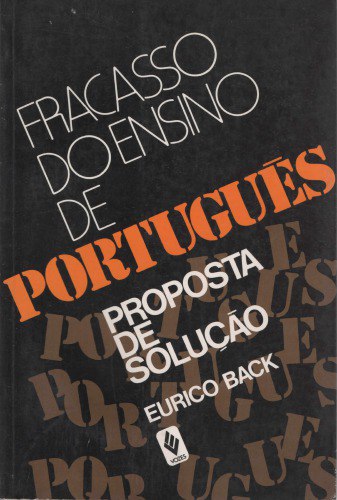 FRACASSO
DO ENSINO
DE
PORTUGUÊS
PROPOSTA
DE
SOLUÇÃO
EURICO BACK
VOZES